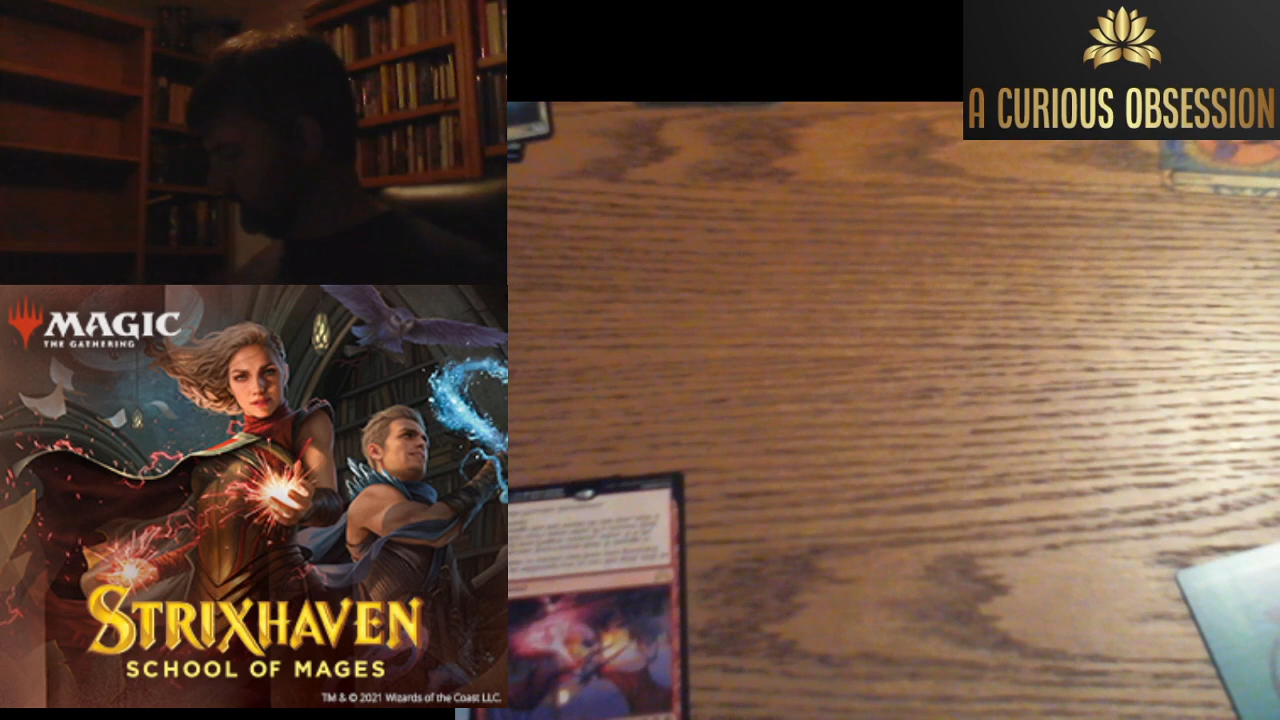 A CURIOUS OBSESSION
MAGIC
THE GATHERING
STRIXHAVEN
SCHOOL OF MAGES
TM & © 2021 Wizards of the Coast LLC.